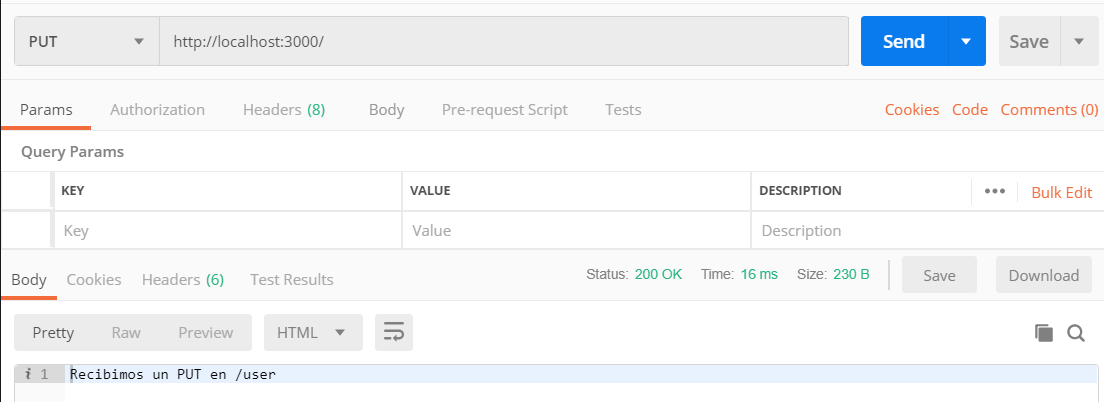 PUT http://localhost:3000/ Send Save
Params Authorization Headers (8) Body Pre-request Script Tests Cookies Code Comments (0)
Query Params
KEY VALUE DESCRIPTION ••• Bulk Edit
Key Value Description
Body Cookies Headers (6) Test Results Status: 200 OK Time: 16 ms Size: 230 B Save Download
Pretty Raw Preview HTML
i 1 Recibimos un PUT en /user